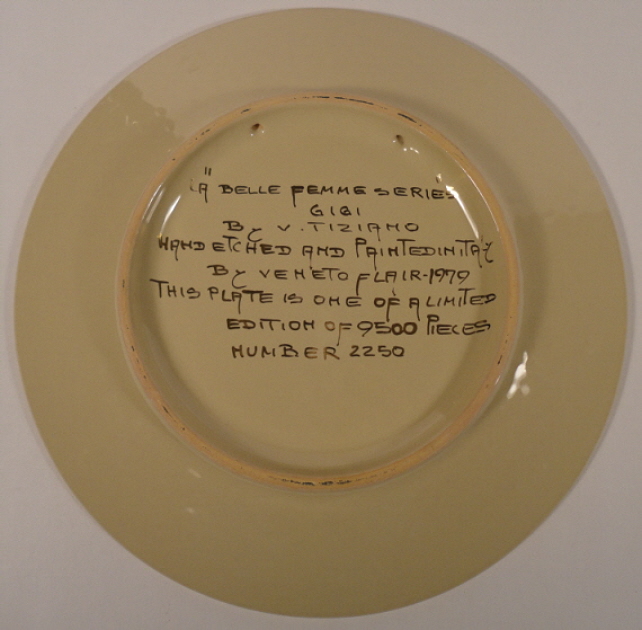 "LA BELLE FEMME SERIES"
GIGI
By V. TIZIANO
HAND ETCHED AND PAINTED IN ITALY
By VENETO FLAIR-1979
THIS PLATE IS ONE OF A LIMITED
EDITION OF 9500 PIECES
NUMBER 2250